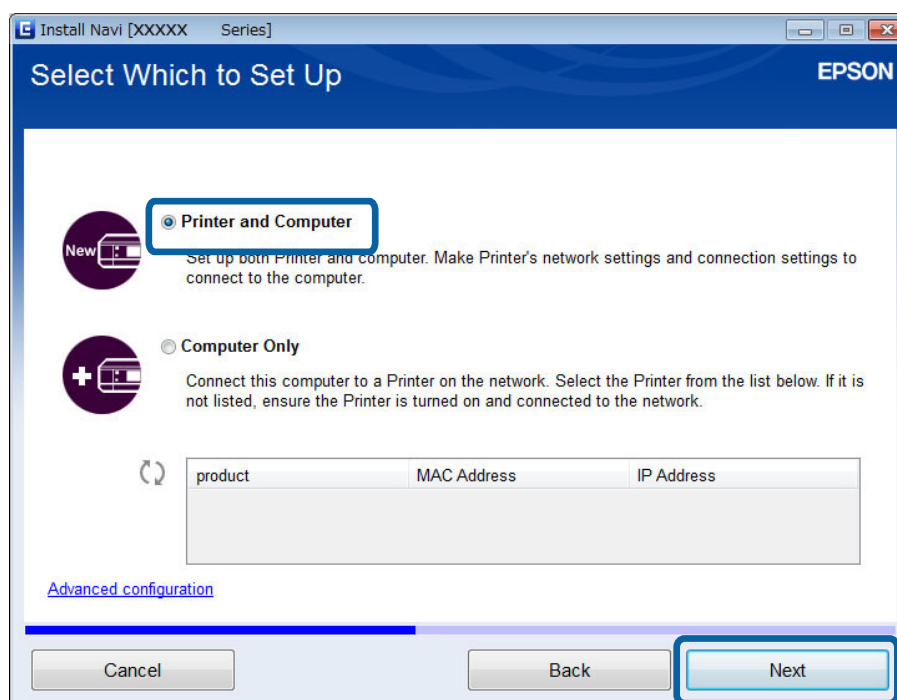 Install Navi [XXXXX Series]
Select Which to Set Up
EPSON
New
Printer and Computer
Set up both Printer and computer. Make Printer's network settings and connection settings to
connect to the computer.
Computer Only
Connect this computer to a Printer on the network. Select the Printer from the list below. If it is
not listed, ensure the Printer is turned on and connected to the network.
product MAC Address IP Address
Advanced configuration
Cancel Back Next